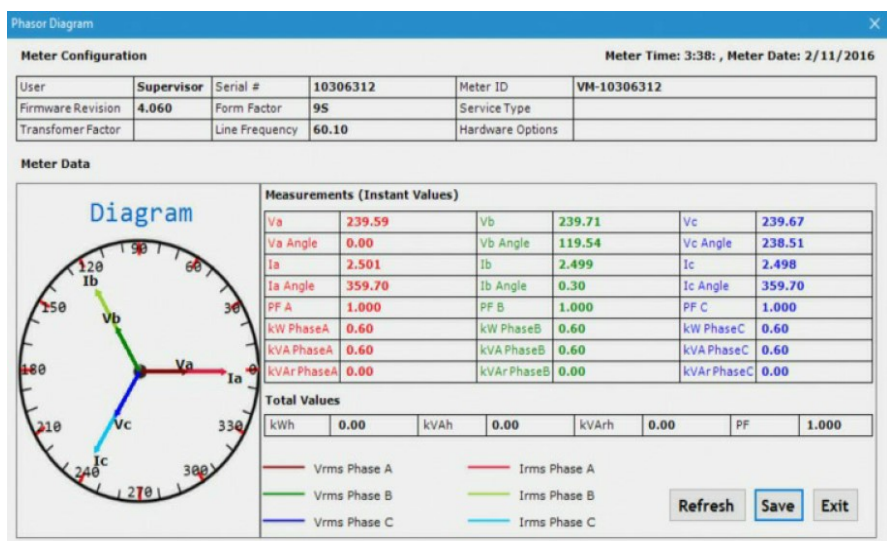 Phasor Diagram
Meter Configuration Meter Time: 3:38: , Meter Date: 2/11/2016
User Supervisor Serial # 10306312 Meter ID VM-10306312
Firmware Revision 4.060 Form Factor 9S Service Type
Transfomer Factor Line Frequency 60.10 Hardware Options
Meter Data
Diagram
90
120 60
Ib
150 30
Vb
180 Va Ia 0
210 Vc 330
Ic
240 300
270
Measurements (Instant Values)
Va 239.59 Vb 239.71 Vc 239.67
Va Angle 0.00 Vb Angle 119.54 Vc Angle 238.51
Ia 2.501 Ib 2.499 Ic 2.498
Ia Angle 359.70 Ib Angle 0.30 Ic Angle 359.70
PF A 1.000 PF B 1.000 PF C 1.000
kW PhaseA 0.60 kW PhaseB 0.60 kW PhaseC 0.60
kVA PhaseA 0.60 kVA PhaseB 0.60 kVA PhaseC 0.60
kVAr PhaseA 0.00 kVAr PhaseB 0.00 kVAr PhaseC 0.00
Total Values
kWh 0.00 kVAh 0.00 kVArh 0.00 PF 1.000
Vrms Phase A Irms Phase A
Vrms Phase B Irms Phase B
Vrms Phase C Irms Phase C
Refresh Save Exit